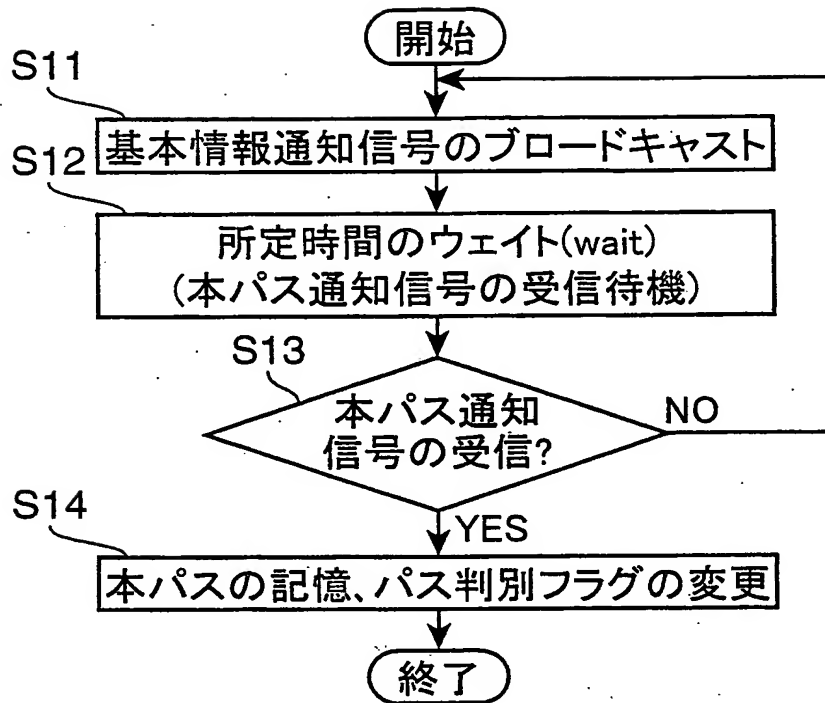 開始
S11
基本情報通知信号のブロードキャスト
S12
所定時間のウェイト(wait)
(本パス通知信号の受信待機)
S13
本パス通知
信号の受信?
NO
YES
S14
本パスの記憶、パス判別フラグの変更
終了